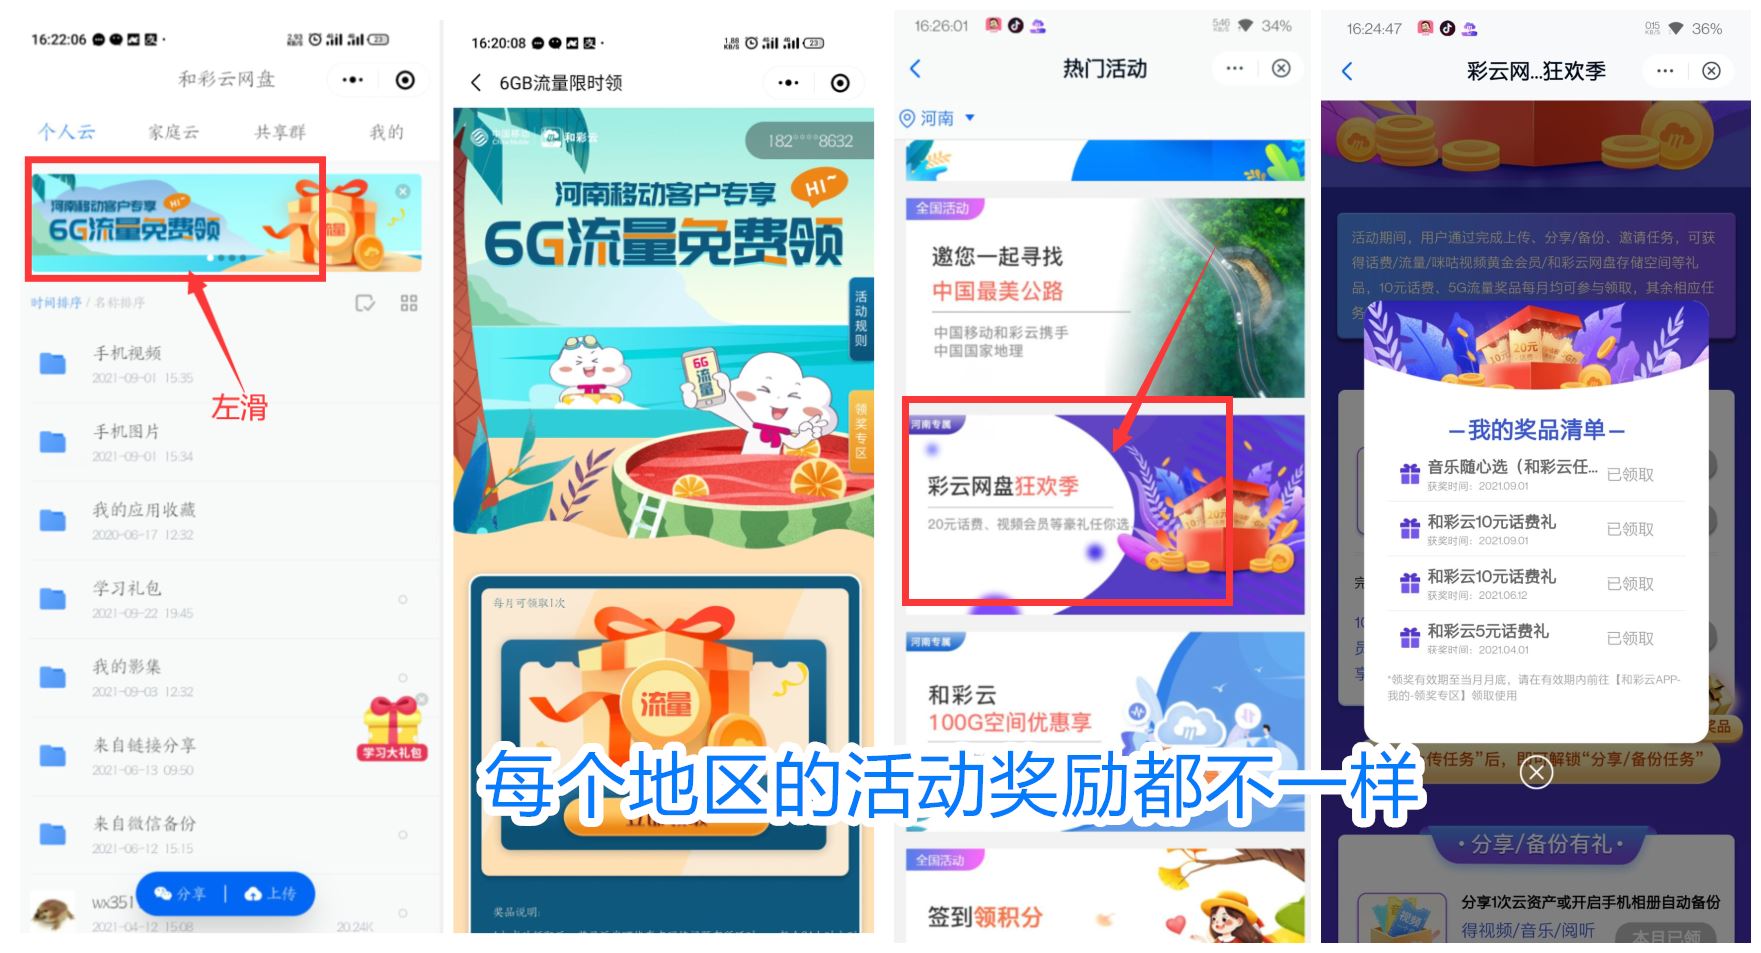 16:22:06
和彩云网盘
个人云 家庭云 共享群 我的
河南移动客户专享
HI~
6G流量免费领
流量
左滑
时间排序 / 名称排序
手机视频
2021-09-01 15:35
手机图片
2021-09-01 15:34
我的应用收藏
2020-06-17 12:32
学习礼包
2021-09-22 19:45
我的影集
2021-09-03 12:32
学习大礼包
来自链接分享
2021-06-13 09:50
来自微信备份
2021-06-12 15:15
wx351
分享 | 上传
2021-04-12 15:08
20.24K
16:20:08
6GB流量限时领
中国移动
China Mobile
和彩云
182****8632
河南移动客户专享
HI~
6G流量免费领
活动规则
6G流量
领奖专区
每月可领取1次
流量
奖品说明:
每个地区的活动奖励都不一样
16:26:01
546 KB/S
34%
热门活动
河南
全国活动
邀您一起寻找
中国最美公路
中国移动和彩云携手
中国国家地理
河南专属
彩云网盘狂欢季
20元话费、视频会员等豪礼任你选
河南专属
和彩云
100G空间优惠享
全国活动
签到领积分
16:24:47
015 KB/S
36%
彩云网...狂欢季
活动期间，用户通过完成上传、分享/备份、邀请任务，可获
得话费/流量/咪咕视频黄金会员/和彩云网盘存储空间等礼
品，10元话费、5G流量奖品每月均可参与领取，其余相应任
20元
—我的奖品清单—
音乐随心选（和彩云任... 已领取
获奖时间：2021.09.01
和彩云10元话费礼 已领取
获奖时间：2021.09.01
和彩云10元话费礼 已领取
获奖时间：2021.06.12
和彩云5元话费礼 已领取
获奖时间：2021.04.01
*领奖有效期至当月月底，请在有效期内前往【和彩云APP-
我的-领奖专区】领取使用
传任务”后，即可解锁“分享/备份任务”
·分享/备份有礼·
分享1次云资产或开启手机相册自动备份
得视频/音乐/阅听
本月已领